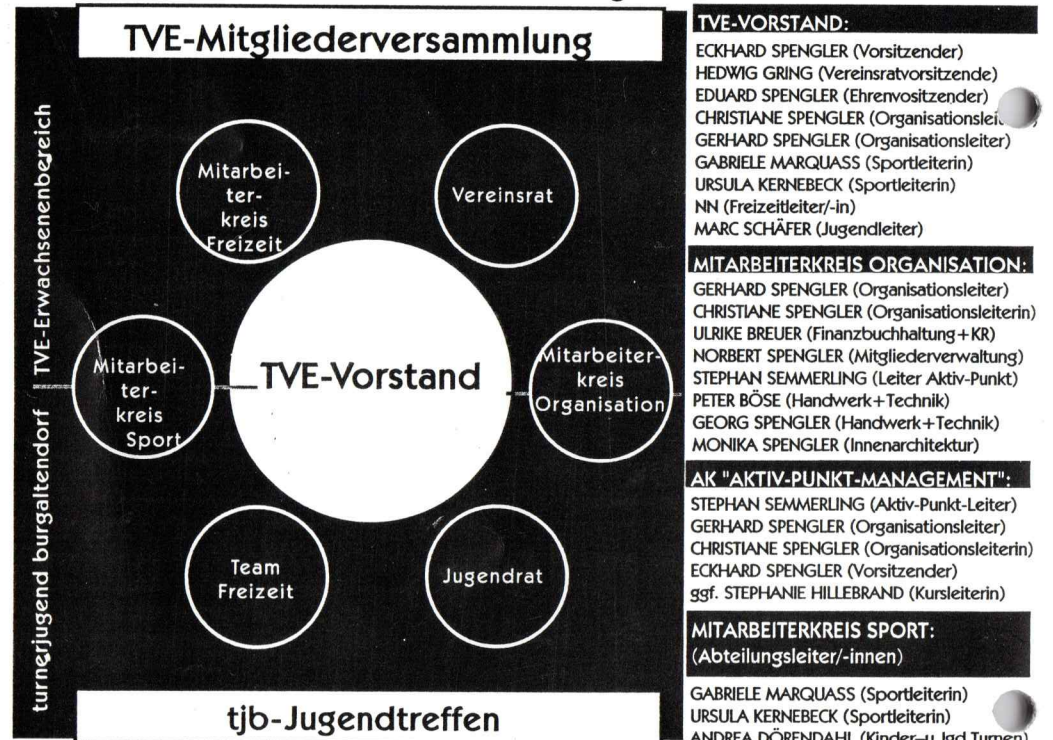 TVE-Mitgliederversammlung
TVE-Erwachsenenbereich
turnerjugend burgaltendorf
Mitarbei-
ter-
kreis
Freizeit
Vereinsrat
Mitarbei-
ter-
kreis
Sport
TVE-Vorstand
Mitarbeiter-
kreis
Organisation
Team
Freizeit
Jugendrat
tjb-Jugendtreffen
TVE-VORSTAND:
ECKHARD SPENGLER (Vorsitzender)
HEDWIG GRING (Vereinsratvorsitzende)
EDUARD SPENGLER (Ehrenvositzender)
CHRISTIANE SPENGLER
GERHARD SPENGLER (Organisationsleiter)
GABRIELE MARQUASS (Sportleiterin)
URSULA KERNEBECK (Sportleiterin)
NN (Freizeitleiter/-in)
MARC SCHÄFER (Jugendleiter)
MITARBEITERKREIS ORGANISATION:
GERHARD SPENGLER (Organisationsleiter)
CHRISTIANE SPENGLER (Organisationsleiterin)
ULRIKE BREUER (Finanzbuchhaltung+KR)
NORBERT SPENGLER (Mitgliederverwaltung)
STEPHAN SEMMERLING (Leiter Aktiv-Punkt)
PETER BÖSE (Handwerk+Technik)
GEORG SPENGLER (Handwerk+Technik)
MONIKA SPENGLER (Innenarchitektur)
AK "AKTIV-PUNKT-MANAGEMENT":
STEPHAN SEMMERLING (Aktiv-Punkt-Leiter)
GERHARD SPENGLER (Organisationsleiter)
CHRISTIANE SPENGLER (Organisationsleiterin)
ECKHARD SPENGLER (Vorsitzender)
ggf. STEPHANIE HILLEBRAND (Kursleiterin)
MITARBEITERKREIS SPORT:
(Abteilungsleiter/-innen)
GABRIELE MARQUASS (Sportleiterin)
URSULA KERNEBECK (Sportleiterin)
ANDREA DÖRENDAHL (Kinder-u.Jgd.Turnen)